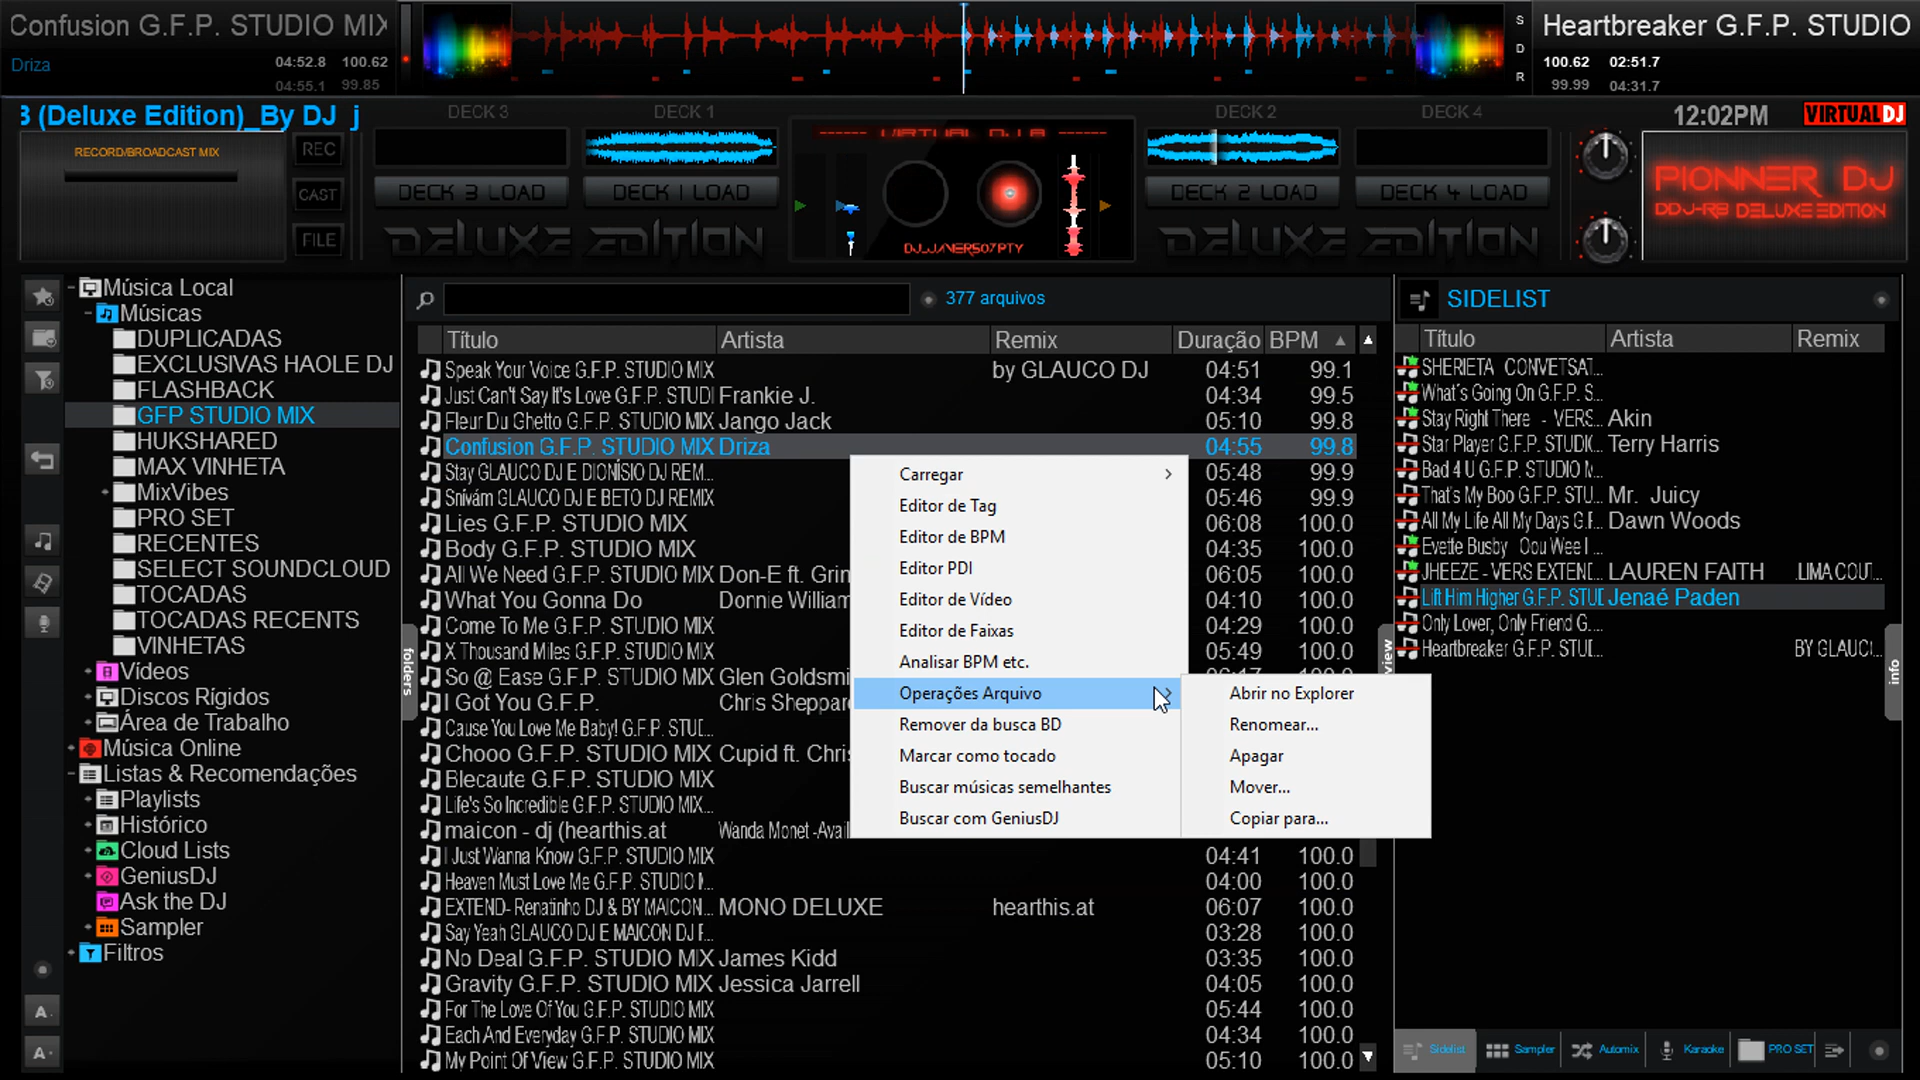 Confusion G.F.P. STUDIO MIX
Driza
04:52.8 100.62
04:55.1 99.85
S
D
R
Heartbreaker G.F.P. STUDIO
100.62 02:51.7
99.99 04:31.7
3 (Deluxe Edition)_By DJ j
DECK 3
DECK 1
DECK 2
DECK 4
12:02PM
VIRTUALDJ
RECORD/BROADCAST MIX
REC
CAST
FILE
VIRTUAL DJ 8
DECK 3 LOAD
DECK 1 LOAD
DECK 2 LOAD
DECK 4 LOAD
DELUXE EDITION
DJ_JAVIER507PTY
DELUXE EDITION
PIONNER DJ
DDJ-RB DELUXE EDITION
Música Local
Músicas
DUPLICADAS
EXCLUSIVAS HAOLE DJ
FLASHBACK
GFP STUDIO MIX
HUKSHARED
MAX VINHETA
MixVibes
PRO SET
RECENTES
SELECT SOUNDCLOUD
TOCADAS
TOCADAS RECENTS
VINHETAS
Vídeos
Discos Rígidos
Área de Trabalho
Música Online
Listas & Recomendações
Playlists
Histórico
Cloud Lists
GeniusDJ
Ask the DJ
Sampler
Filtros
folders
377 arquivos
Título Artista Remix Duração BPM
Speak Your Voice G.F.P. STUDIO MIX by GLAUCO DJ 04:51 99.1
Just Can't Say It's Love G.F.P. STUDI Frankie J. 04:34 99.5
Fleur Du Ghetto G.F.P. STUDIO MIX Jango Jack 05:10 99.8
Confusion G.F.P. STUDIO MIX Driza 04:55 99.8
Stay GLAUCO DJ E DIONÍSIO DJ REM... 05:48 99.9
Snivám GLAUCO DJ E BETO DJ REMIX 05:46 99.9
Lies G.F.P. STUDIO MIX 06:08 100.0
Body G.F.P. STUDIO MIX 04:35 100.0
All We Need G.F.P. STUDIO MIX Don-E ft. Grin 06:05 100.0
What You Gonna Do Donnie William 04:10 100.0
Come To Me G.F.P. STUDIO MIX 04:29 100.0
X Thousand Miles G.F.P. STUDIO MIX 05:49 100.0
So @ Ease G.F.P. STUDIO MIX Glen Goldsmi
I Got You G.F.P. Chris Sheppard
Cause You Love Me Baby! G.F.P. STUD...
Chooo G.F.P. STUDIO MIX Cupid ft. Chris
Blecaute G.F.P. STUDIO MIX
Life's So Incredible G.F.P. STUDIO MIX...
maicon - dj (hearthis.at Wanda Monet -Avail
I Just Wanna Know G.F.P. STUDIO MIX 04:41 100.0
Heaven Must Love Me G.F.P. STUDIO M... 04:00 100.0
EXTEND- Renatinho DJ & BY MAICON... MONO DELUXE hearthis.at 06:07 100.0
Say Yeah GLAUCO DJ E MAICON DJ F... 03:28 100.0
No Deal G.F.P. STUDIO MIX James Kidd 03:35 100.0
Gravity G.F.P. STUDIO MIX Jessica Jarrell 04:00 100.0
For The Love Of You G.F.P. STUDIO MIX 05:44 100.0
Each And Everyday G.F.P. STUDIO MIX 04:34 100.0
My Point Of View G.F.P. STUDIO MIX 05:10 100.0
Carregar
Editor de Tag
Editor de BPM
Editor PDI
Editor de Vídeo
Editor de Faixas
Analisar BPM etc.
Operações Arquivo
Remover da busca BD
Marcar como tocado
Buscar músicas semelhantes
Buscar com GeniusDJ
Abrir no Explorer
Renomear...
Apagar
Mover...
Copiar para...
view
SIDELIST
Título Artista Remix
SHERIETA CONVETSAT...
What´s Going On G.F.P. S...
Stay Right There - VERS... Akin
Star Player G.F.P. STUDIC... Terry Harris
Bad 4 U G.F.P. STUDIO M...
That's My Boo G.F.P. STU... Mr. Juicy
All My Life All My Days G.F... Dawn Woods
Evette Busby Oou Wee I ...
JHEEZE - VERS EXTEND... LAUREN FAITH .LIMA COUT...
Lift Him Higher G.F.P. STUD Jenaé Paden
Only Lover, Only Friend G....
Heartbreaker G.F.P. STUD... BY GLAUC...
info
Sidelist
Sampler
Automix
Karaoke
PRO SET
A
A